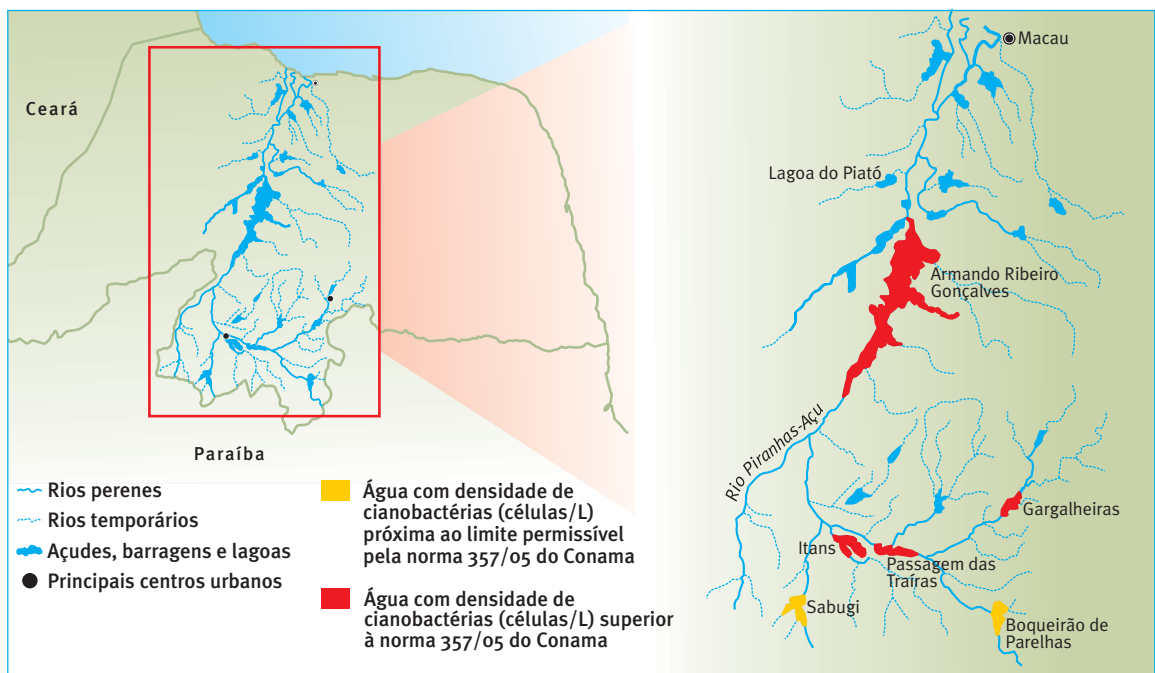 Ceará
Paraíba
Rios perenes
Rios temporários
Açudes, barragens e lagoas
Principais centros urbanos
Água com densidade de
cianobactérias (células/L)
próxima ao limite permissível
pela norma 357/05 do Conama
Água com densidade de
cianobactérias (células/L) superior
à norma 357/05 do Conama
Macau
Lagoa do Piató
Armando Ribeiro
Gonçalves
Rio Piranhas-Açu
Gargalheiras
Itans
Passagem das
Traíras
Sabugi
Boqueirão de
Parelhas